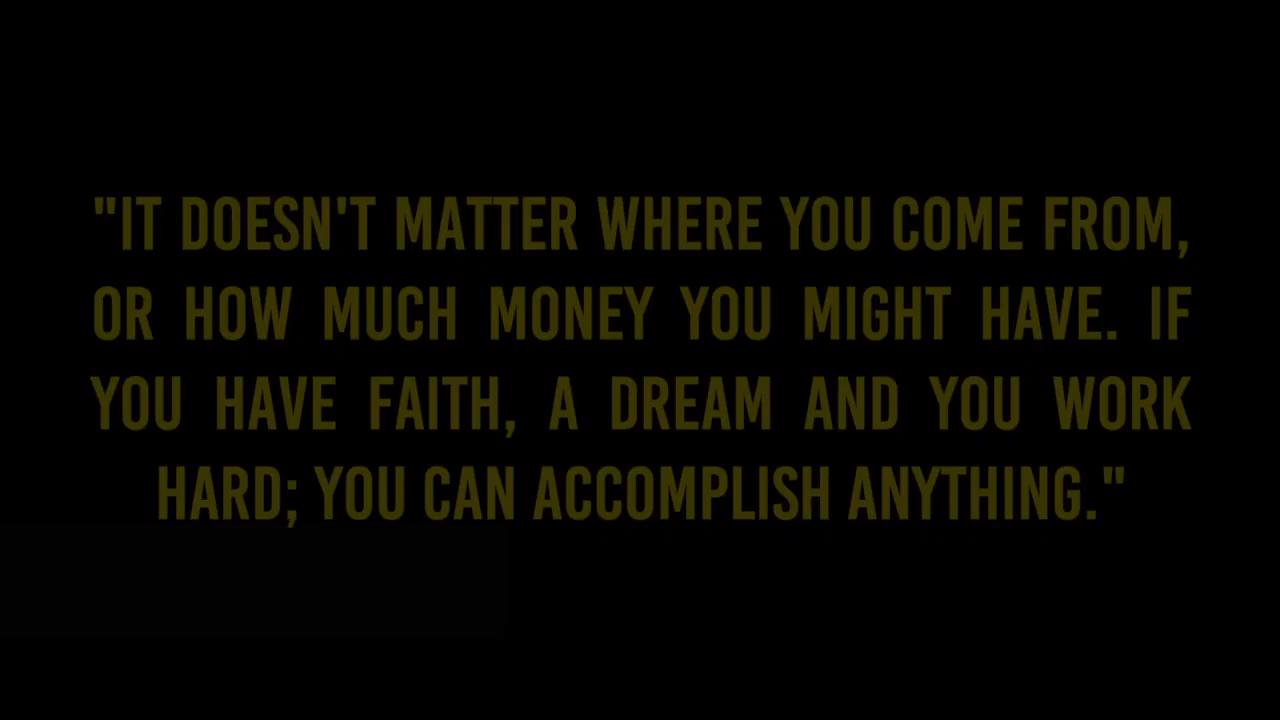 "IT DOESN'T MATTER WHERE YOU COME FROM,
OR HOW MUCH MONEY YOU MIGHT HAVE. IF
YOU HAVE FAITH, A DREAM AND YOU WORK
HARD; YOU CAN ACCOMPLISH ANYTHING."